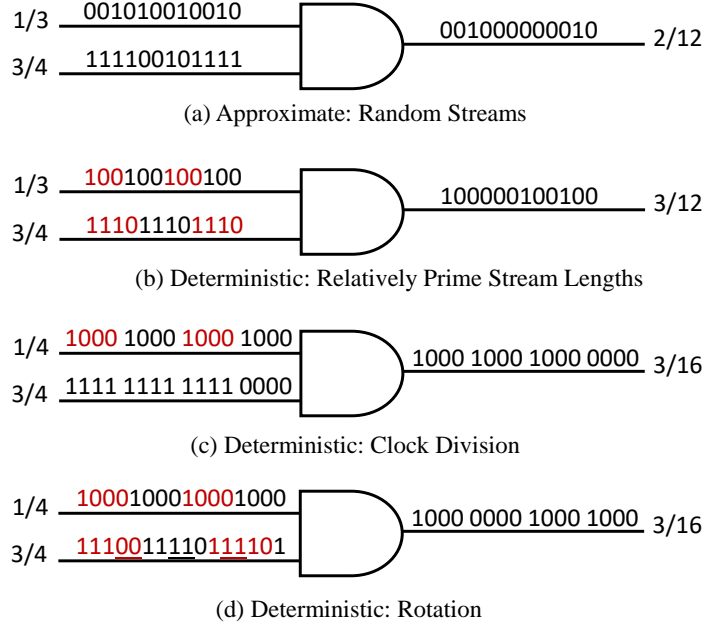 1/3 001010010010 001000000010 2/12
3/4 111100101111
(a) Approximate: Random Streams
1/3 100100100100 100000100100 3/12
3/4 111011101110
(b) Deterministic: Relatively Prime Stream Lengths
1/4 1000 1000 1000 1000 1000 1000 1000 0000 3/16
3/4 1111 1111 1111 0000
(c) Deterministic: Clock Division
1/4 1000100010001000 1000 0000 1000 1000 3/16
3/4 1110011110111101
(d) Deterministic: Rotation